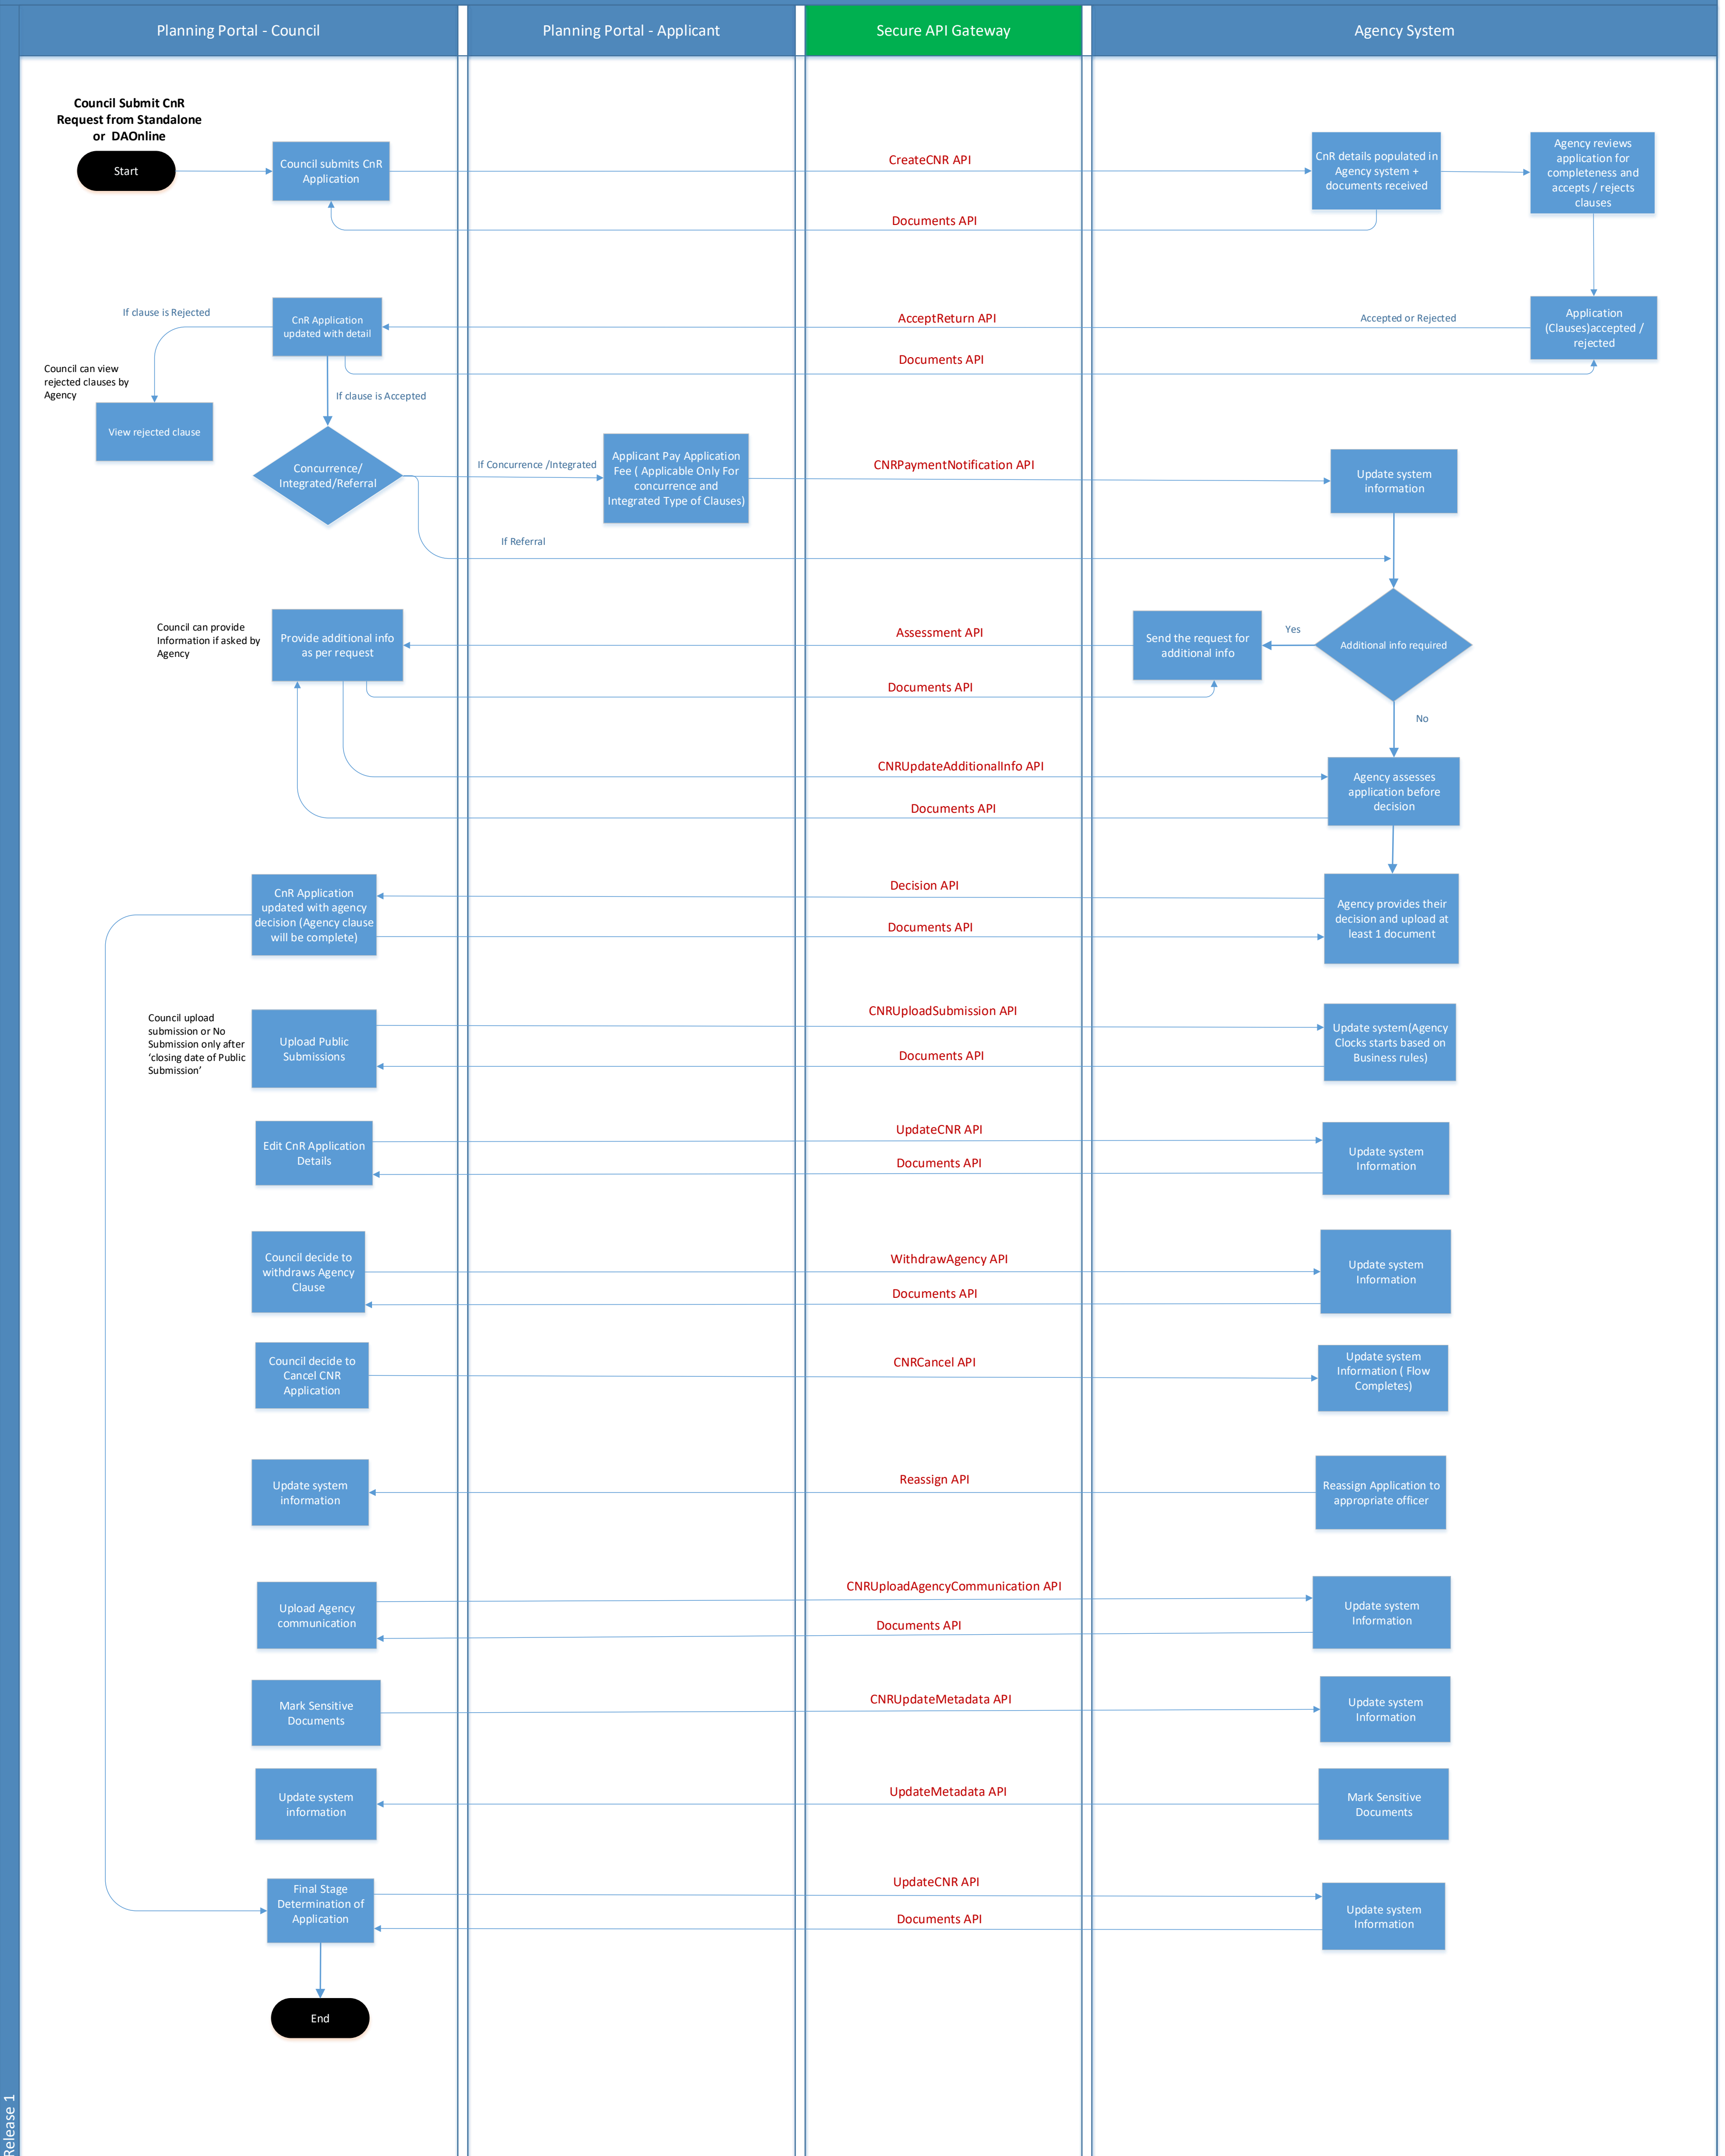 Planning Portal - Council
Planning Portal - Applicant
Secure API Gateway
Agency System
Council Submit CnR
Request from Standalone
or DAOnline
Start
Council submits CnR
Application
CreateCNR API
CnR details populated in
Agency system +
documents received
Agency reviews
application for
completeness and
accepts / rejects
clauses
Documents API
If clause is Rejected
CnR Application
updated with detail
AcceptReturn API
Accepted or Rejected
Application
(Clauses)accepted /
rejected
Documents API
Council can view
rejected clauses by
Agency
If clause is Accepted
View rejected clause
Concurrence/
Integrated/Referral
If Concurrence /Integrated
Applicant Pay Application
Fee ( Applicable Only For
concurrence and
Integrated Type of Clauses)
CNRPaymentNotification API
Update system
information
If Referral
Council can provide
Information if asked by
Agency
Provide additional info
as per request
Assessment API
Send the request for
additional info
Yes
Additional info required
Documents API
No
CNRUpdateAdditionalInfo API
Agency assesses
application before
decision
Documents API
CnR Application
updated with agency
decision (Agency clause
will be complete)
Decision API
Agency provides their
decision and upload at
least 1 document
Documents API
Council upload
submission or No
Submission only after
‘closing date of Public
Submission’
Upload Public
Submissions
CNRUploadSubmission API
Update system(Agency
Clocks starts based on
Business rules)
Documents API
Edit CnR Application
Details
UpdateCNR API
Update system
Information
Documents API
Council decide to
withdraws Agency
Clause
WithdrawAgency API
Update system
Information
Documents API
Council decide to
Cancel CNR
Application
CNRCancel API
Update system
Information ( Flow
Completes)
Update system
information
Reassign API
Reassign Application to
appropriate officer
Upload Agency
communication
CNRUploadAgencyCommunication API
Update system
Information
Documents API
Mark Sensitive
Documents
CNRUpdateMetadata API
Update system
Information
Update system
information
UpdateMetadata API
Mark Sensitive
Documents
Final Stage
Determination of
Application
UpdateCNR API
Update system
Information
Documents API
End
Release 1